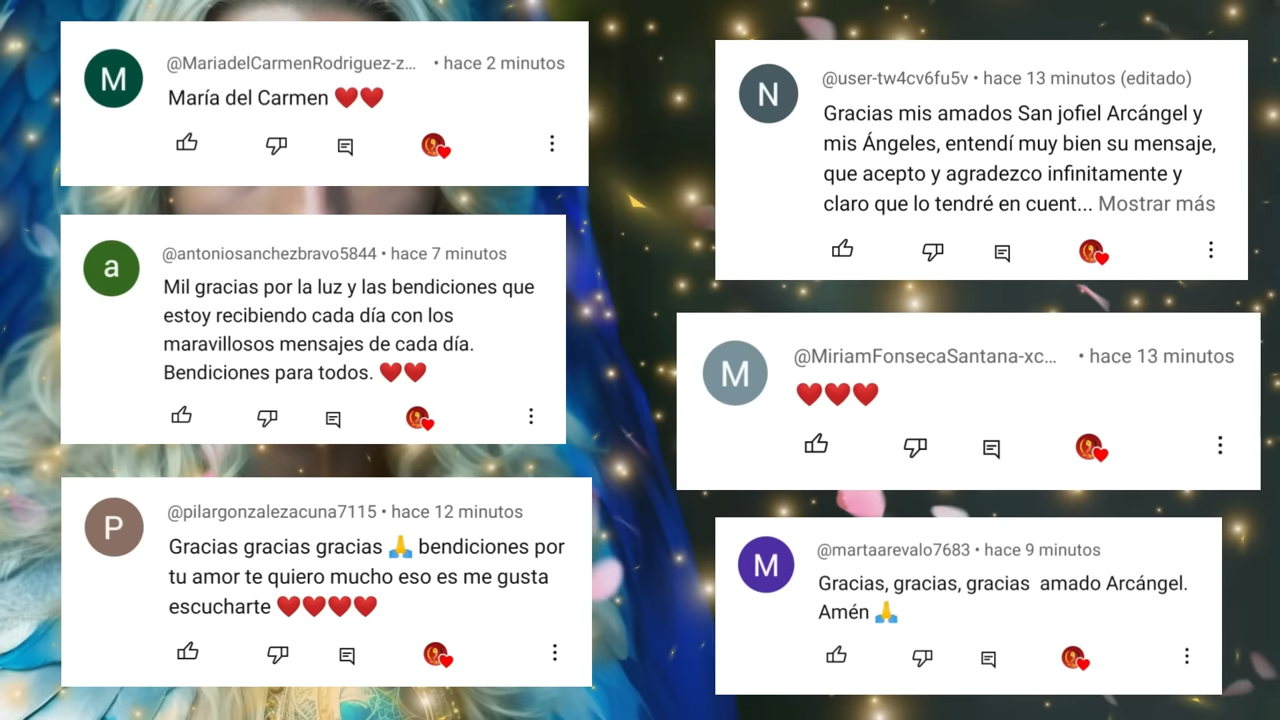 M
@MariadelCarmenRodriguez-z... • hace 2 minutos
María del Carmen ❤️❤️
a
@antoniosanchezbravo5844 • hace 7 minutos
Mil gracias por la luz y las bendiciones que
estoy recibiendo cada día con los
maravillosos mensajes de cada día.
Bendiciones para todos. ❤️❤️
P
@pilargonzalezacuna7115 • hace 12 minutos
Gracias gracias gracias 🙏 bendiciones por
tu amor te quiero mucho eso es me gusta
escucharte ❤️❤️❤️❤️
N
@user-tw4cv6fu5v • hace 13 minutos (editado)
Gracias mis amados San jofiel Arcángel y
mis Ángeles, entendí muy bien su mensaje,
que acepto y agradezco infinitamente y
claro que lo tendré en cuent... Mostrar más
M
@MiriamFonsecaSantana-xc... • hace 13 minutos
❤️❤️❤️
M
@martaarevalo7683 • hace 9 minutos
Gracias, gracias, gracias  amado Arcángel.
Amén 🙏